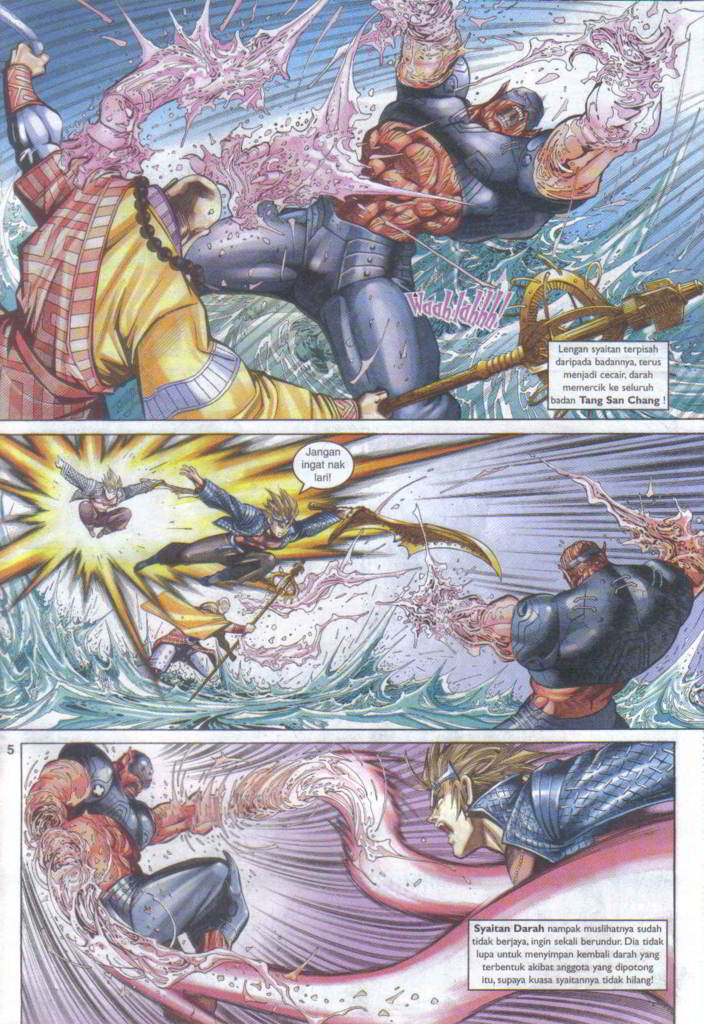 Waah!ahhh!
Lengan syaitan terpisah
daripada badannya, terus
menjadi cecair, darah
memercik ke seluruh
badan Tang San Chang !
Jangan
ingat nak
lari!
5
Syaitan Darah nampak muslihatnya sudah
tidak berjaya, ingin sekali berundur. Dia tidak
lupa untuk menyimpan kembali darah yang
terbentuk akibat anggota yang dipotong
itu, supaya kuasa syaitannya tidak hilang!